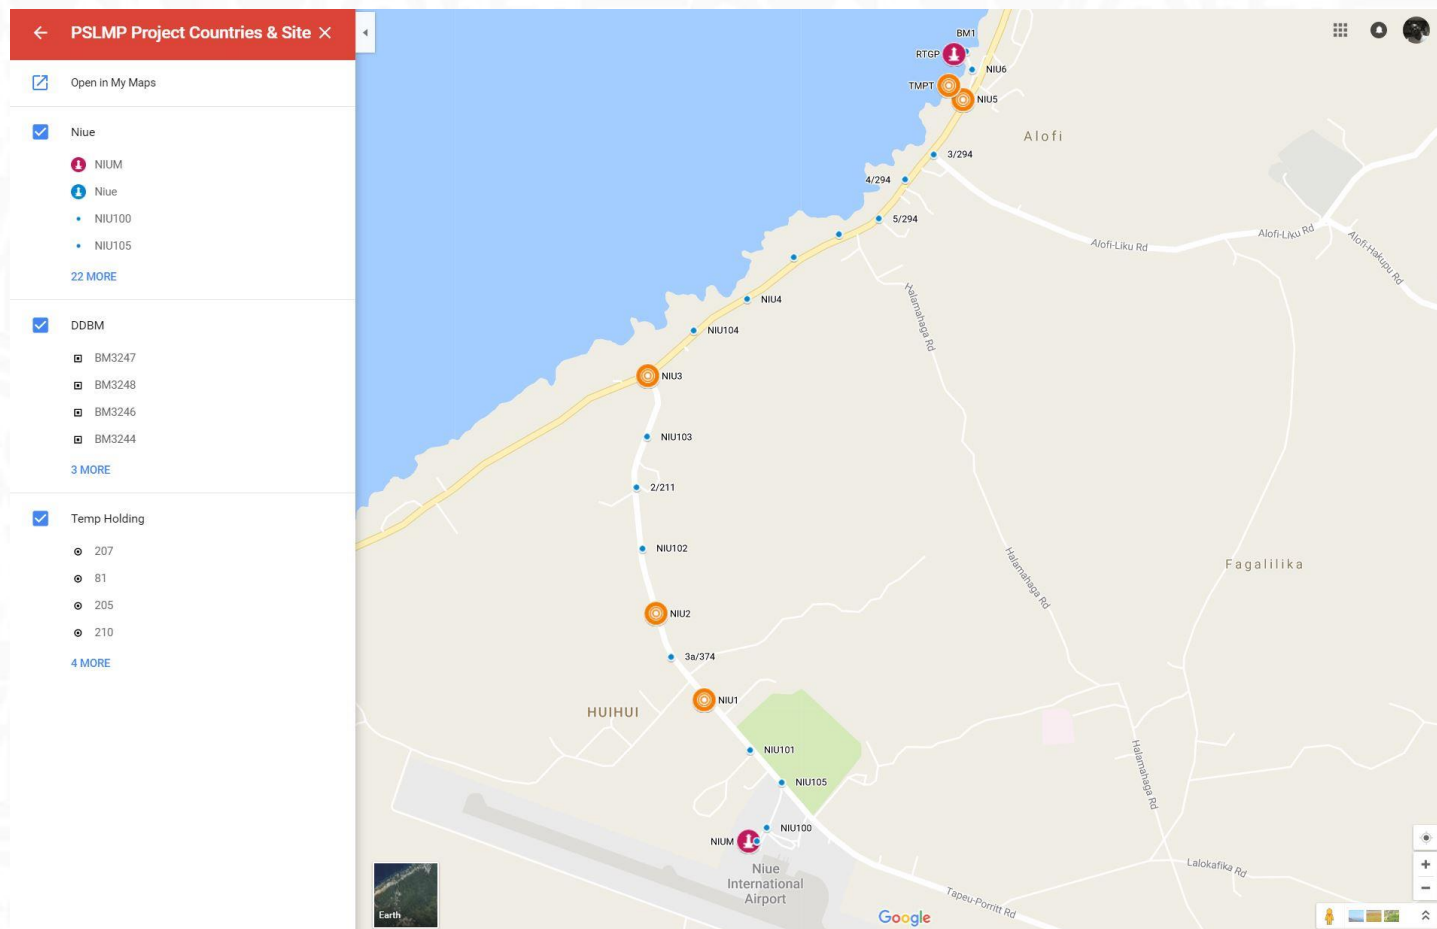 PSLMP Project Countries & Site
Open in My Maps
Niue
NIUM
Niue
NIU100
NIU105
22 MORE
DDBM
BM3247
BM3248
BM3246
BM3244
3 MORE
Temp Holding
207
81
205
210
4 MORE
BM1
RTGP
NIU6
TMPT
NIU5
Alofi
3/294
4/294
5/294
Alofi-Liku Rd
Alofi-Liku Rd
Alofi-Hakupu Rd
Halamahaga Rd
NIU4
NIU104
NIU3
NIU103
2/211
NIU102
Halamahaga Rd
Fagalilika
NIU2
3a/374
NIU1
HUIHUI
NIU101
Halamahaga Rd
NIU105
NIU100
NIUM
Niue
International
Airport
Lalokafika Rd
Tapeu-Porritt Rd
Earth
Google